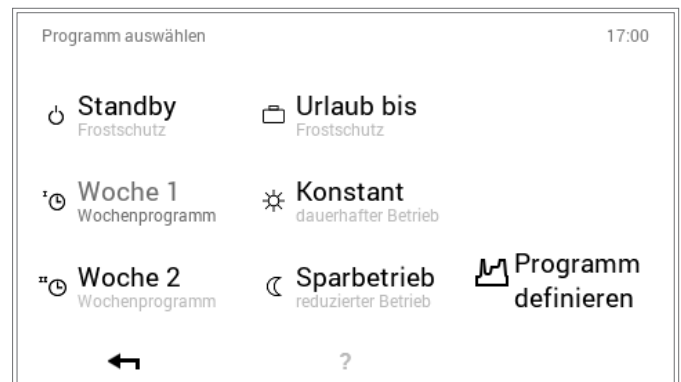 Programm auswählen 17:00
Standby
Frostschutz
Urlaub bis
Frostschutz
I Woche 1
Wochenprogramm
Konstant
dauerhafter Betrieb
II Woche 2
Wochenprogramm
Sparbetrieb
reduzierter Betrieb
Programm
definieren
?